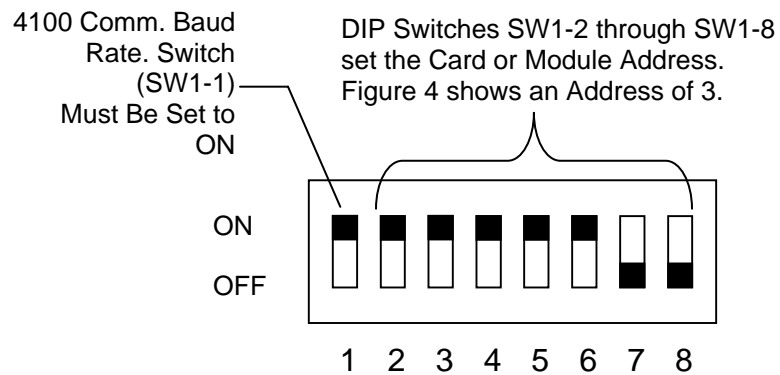 4100 Comm. Baud
Rate. Switch
(SW1-1)
Must Be Set to
ON
DIP Switches SW1-2 through SW1-8
set the Card or Module Address.
Figure 4 shows an Address of 3.
ON
OFF
1 2 3 4 5 6 7 8